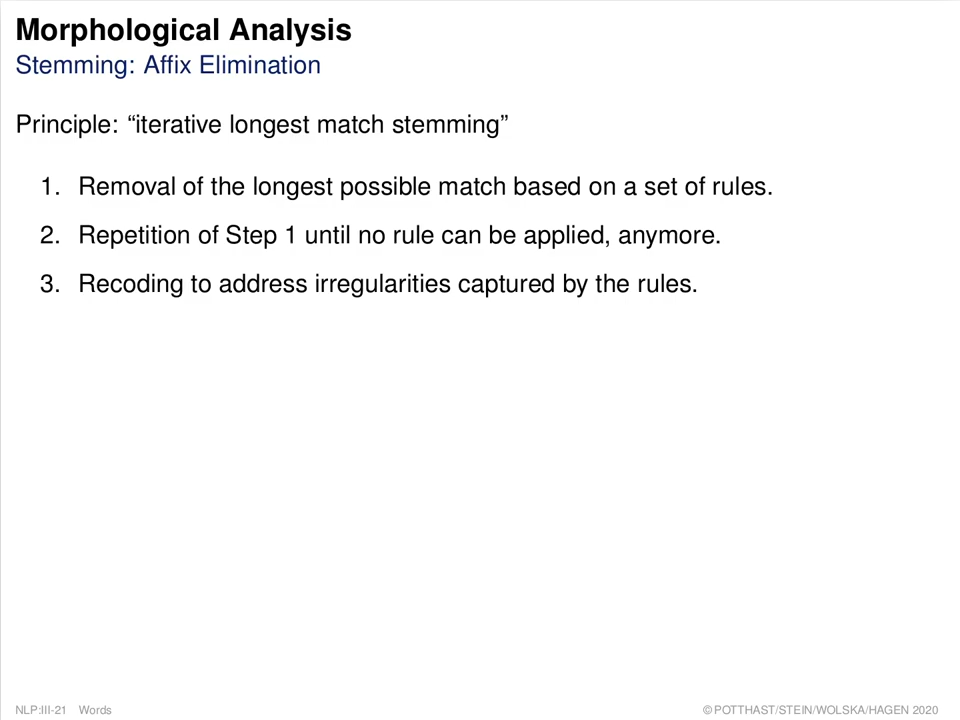 Morphological Analysis
Stemming: Affix Elimination
Principle: “iterative longest match stemming”
1. Removal of the longest possible match based on a set of rules.
2. Repetition of Step 1 until no rule can be applied, anymore.
3. Recoding to address irregularities captured by the rules.
NLP:III-21 Words
© POTTHAST/STEIN/WOLSKA/HAGEN 2020